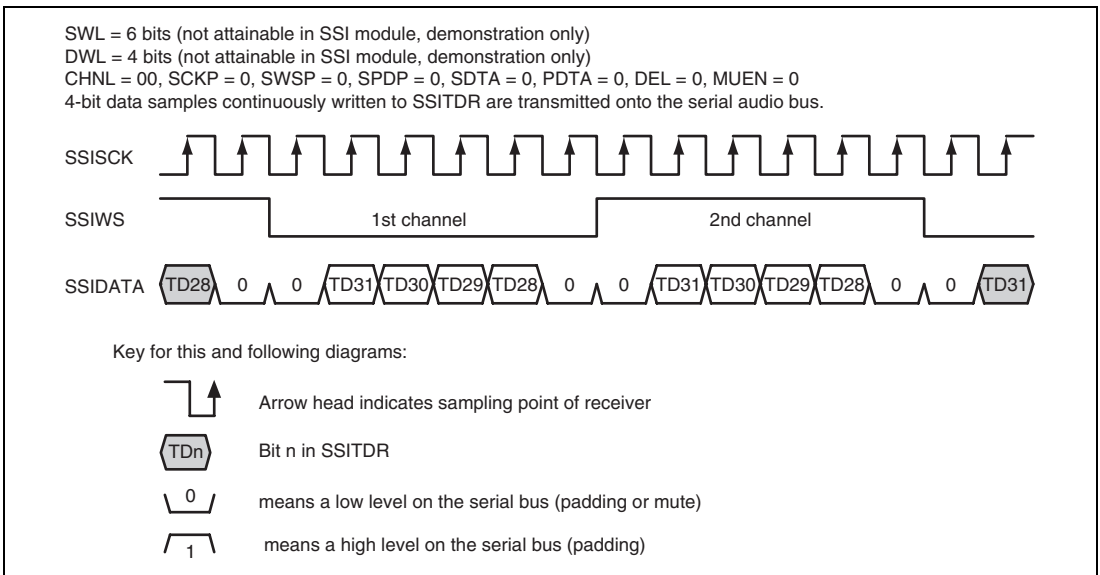 SWL = 6 bits (not attainable in SSI module, demonstration only)
DWL = 4 bits (not attainable in SSI module, demonstration only)
CHNL = 00, SCKP = 0, SWSP = 0, SPDP = 0, SDTA = 0, PDTA = 0, DEL = 0, MUEN = 0
4-bit data samples continuously written to SSITDR are transmitted onto the serial audio bus.
SSISCK
SSIWS 1st channel 2nd channel
SSIDATA TD28 0 0 TD31 TD30 TD29 TD28 0 0 TD31 TD30 TD29 TD28 0 0 TD31
Key for this and following diagrams:
Arrow head indicates sampling point of receiver
TDn Bit n in SSITDR
0 means a low level on the serial bus (padding or mute)
1 means a high level on the serial bus (padding)